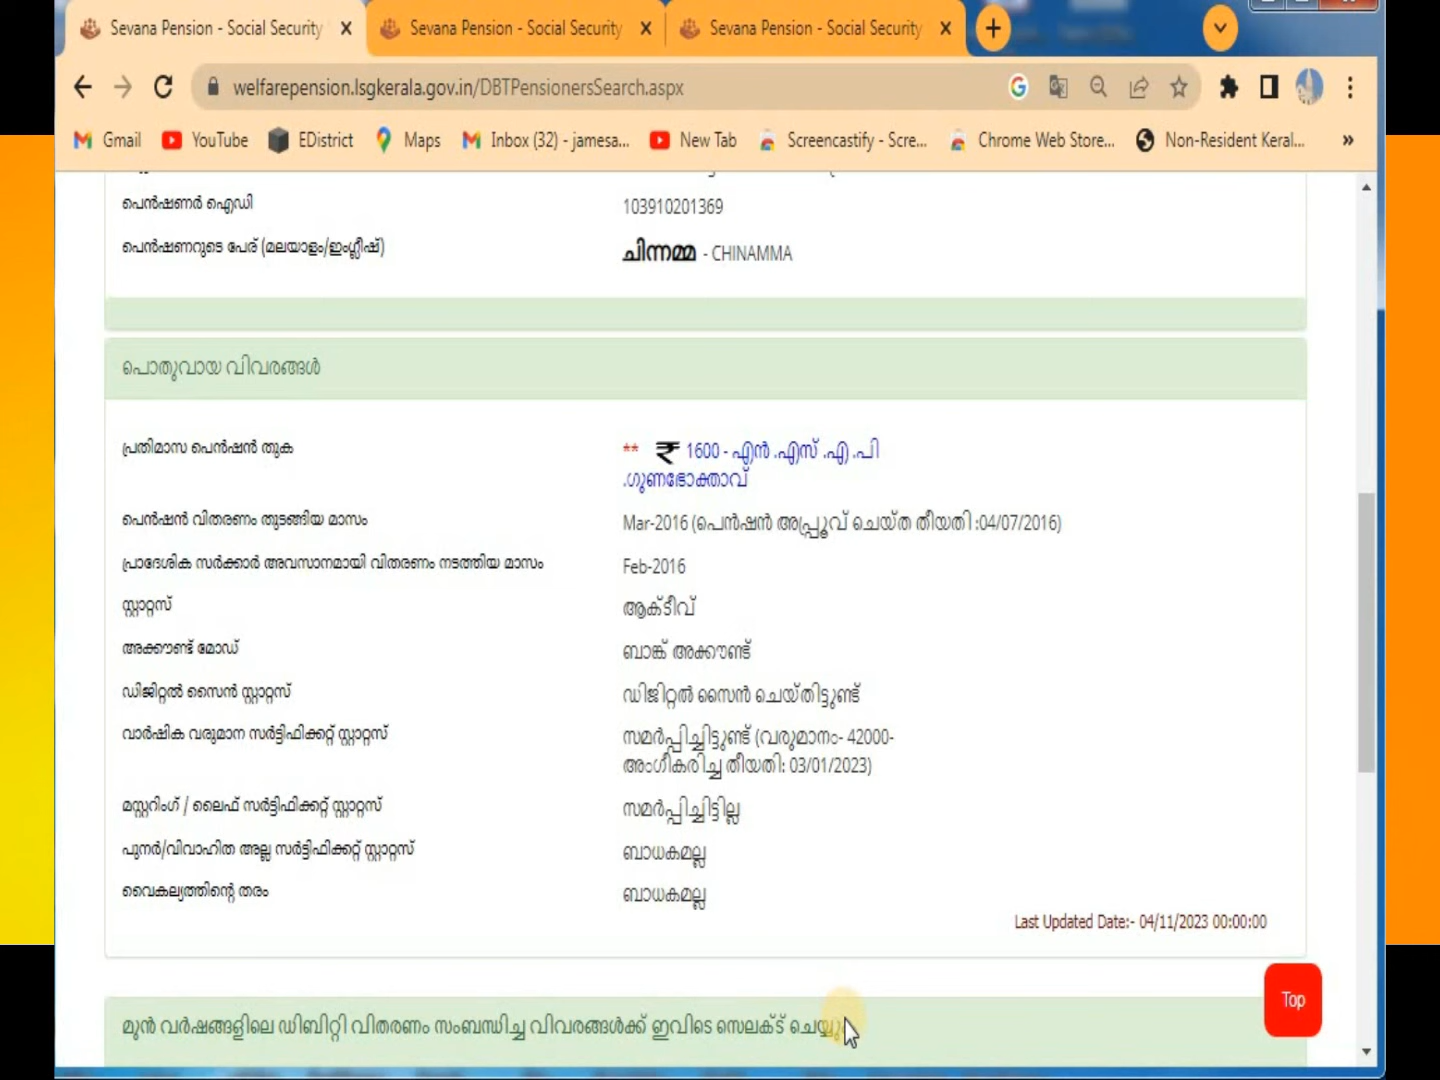 Sevana Pension - Social Security
Sevana Pension - Social Security
Sevana Pension - Social Security
welfarepension.lsgkerala.gov.in/DBTPensionersSearch.aspx
Gmail YouTube EDistrict Maps Inbox (32) - jamesa... New Tab Screencastify - Scre... Chrome Web Store... Non-Resident Keral... »
പെൻഷണർ ഐഡി 103910201369
പെൻഷണറുടെ പേര് (മലയാളം/ഇംഗ്ലീഷ്) ചിന്നമ്മ - CHINAMMA
പൊതുവായ വിവരങ്ങൾ
പ്രതിമാസ പെൻഷൻ തുക ** ₹ 1600 - എൻ .എസ് .എ .പി
.ഗുണഭോക്താവ്
പെൻഷൻ വിതരണം തുടങ്ങിയ മാസം Mar-2016 (പെൻഷൻ അപ്പ്രൂവ് ചെയ്ത തീയതി :04/07/2016)
പ്രാദേശിക സർക്കാർ അവസാനമായി വിതരണം നടത്തിയ മാസം Feb-2016
സ്റ്റാറ്റസ് ആക്ടീവ്
അക്കൗണ്ട് മോഡ് ബാങ്ക് അക്കൗണ്ട്
ഡിജിറ്റൽ സൈൻ സ്റ്റാറ്റസ് ഡിജിറ്റൽ സൈൻ ചെയ്തിട്ടുണ്ട്
വാർഷിക വരുമാന സർട്ടിഫിക്കറ്റ് സ്റ്റാറ്റസ് സമർപ്പിച്ചിട്ടുണ്ട് (വരുമാനം- 42000-
അംഗീകരിച്ച തീയതി: 03/01/2023)
മസ്റ്ററിംഗ് / ലൈഫ് സർട്ടിഫിക്കറ്റ് സ്റ്റാറ്റസ് സമർപ്പിച്ചിട്ടില്ല
പുനർ/വിവാഹിത അല്ല സർട്ടിഫിക്കറ്റ് സ്റ്റാറ്റസ് ബാധകമല്ല
വൈകല്യത്തിന്റെ തരം ബാധകമല്ല
Last Updated Date:- 04/11/2023 00:00:00
Top
മുൻ വർഷങ്ങളിലെ ഡിബിറ്റി വിതരണം സംബന്ധിച്ച വിവരങ്ങൾക്ക് ഇവിടെ സെലക്ട്